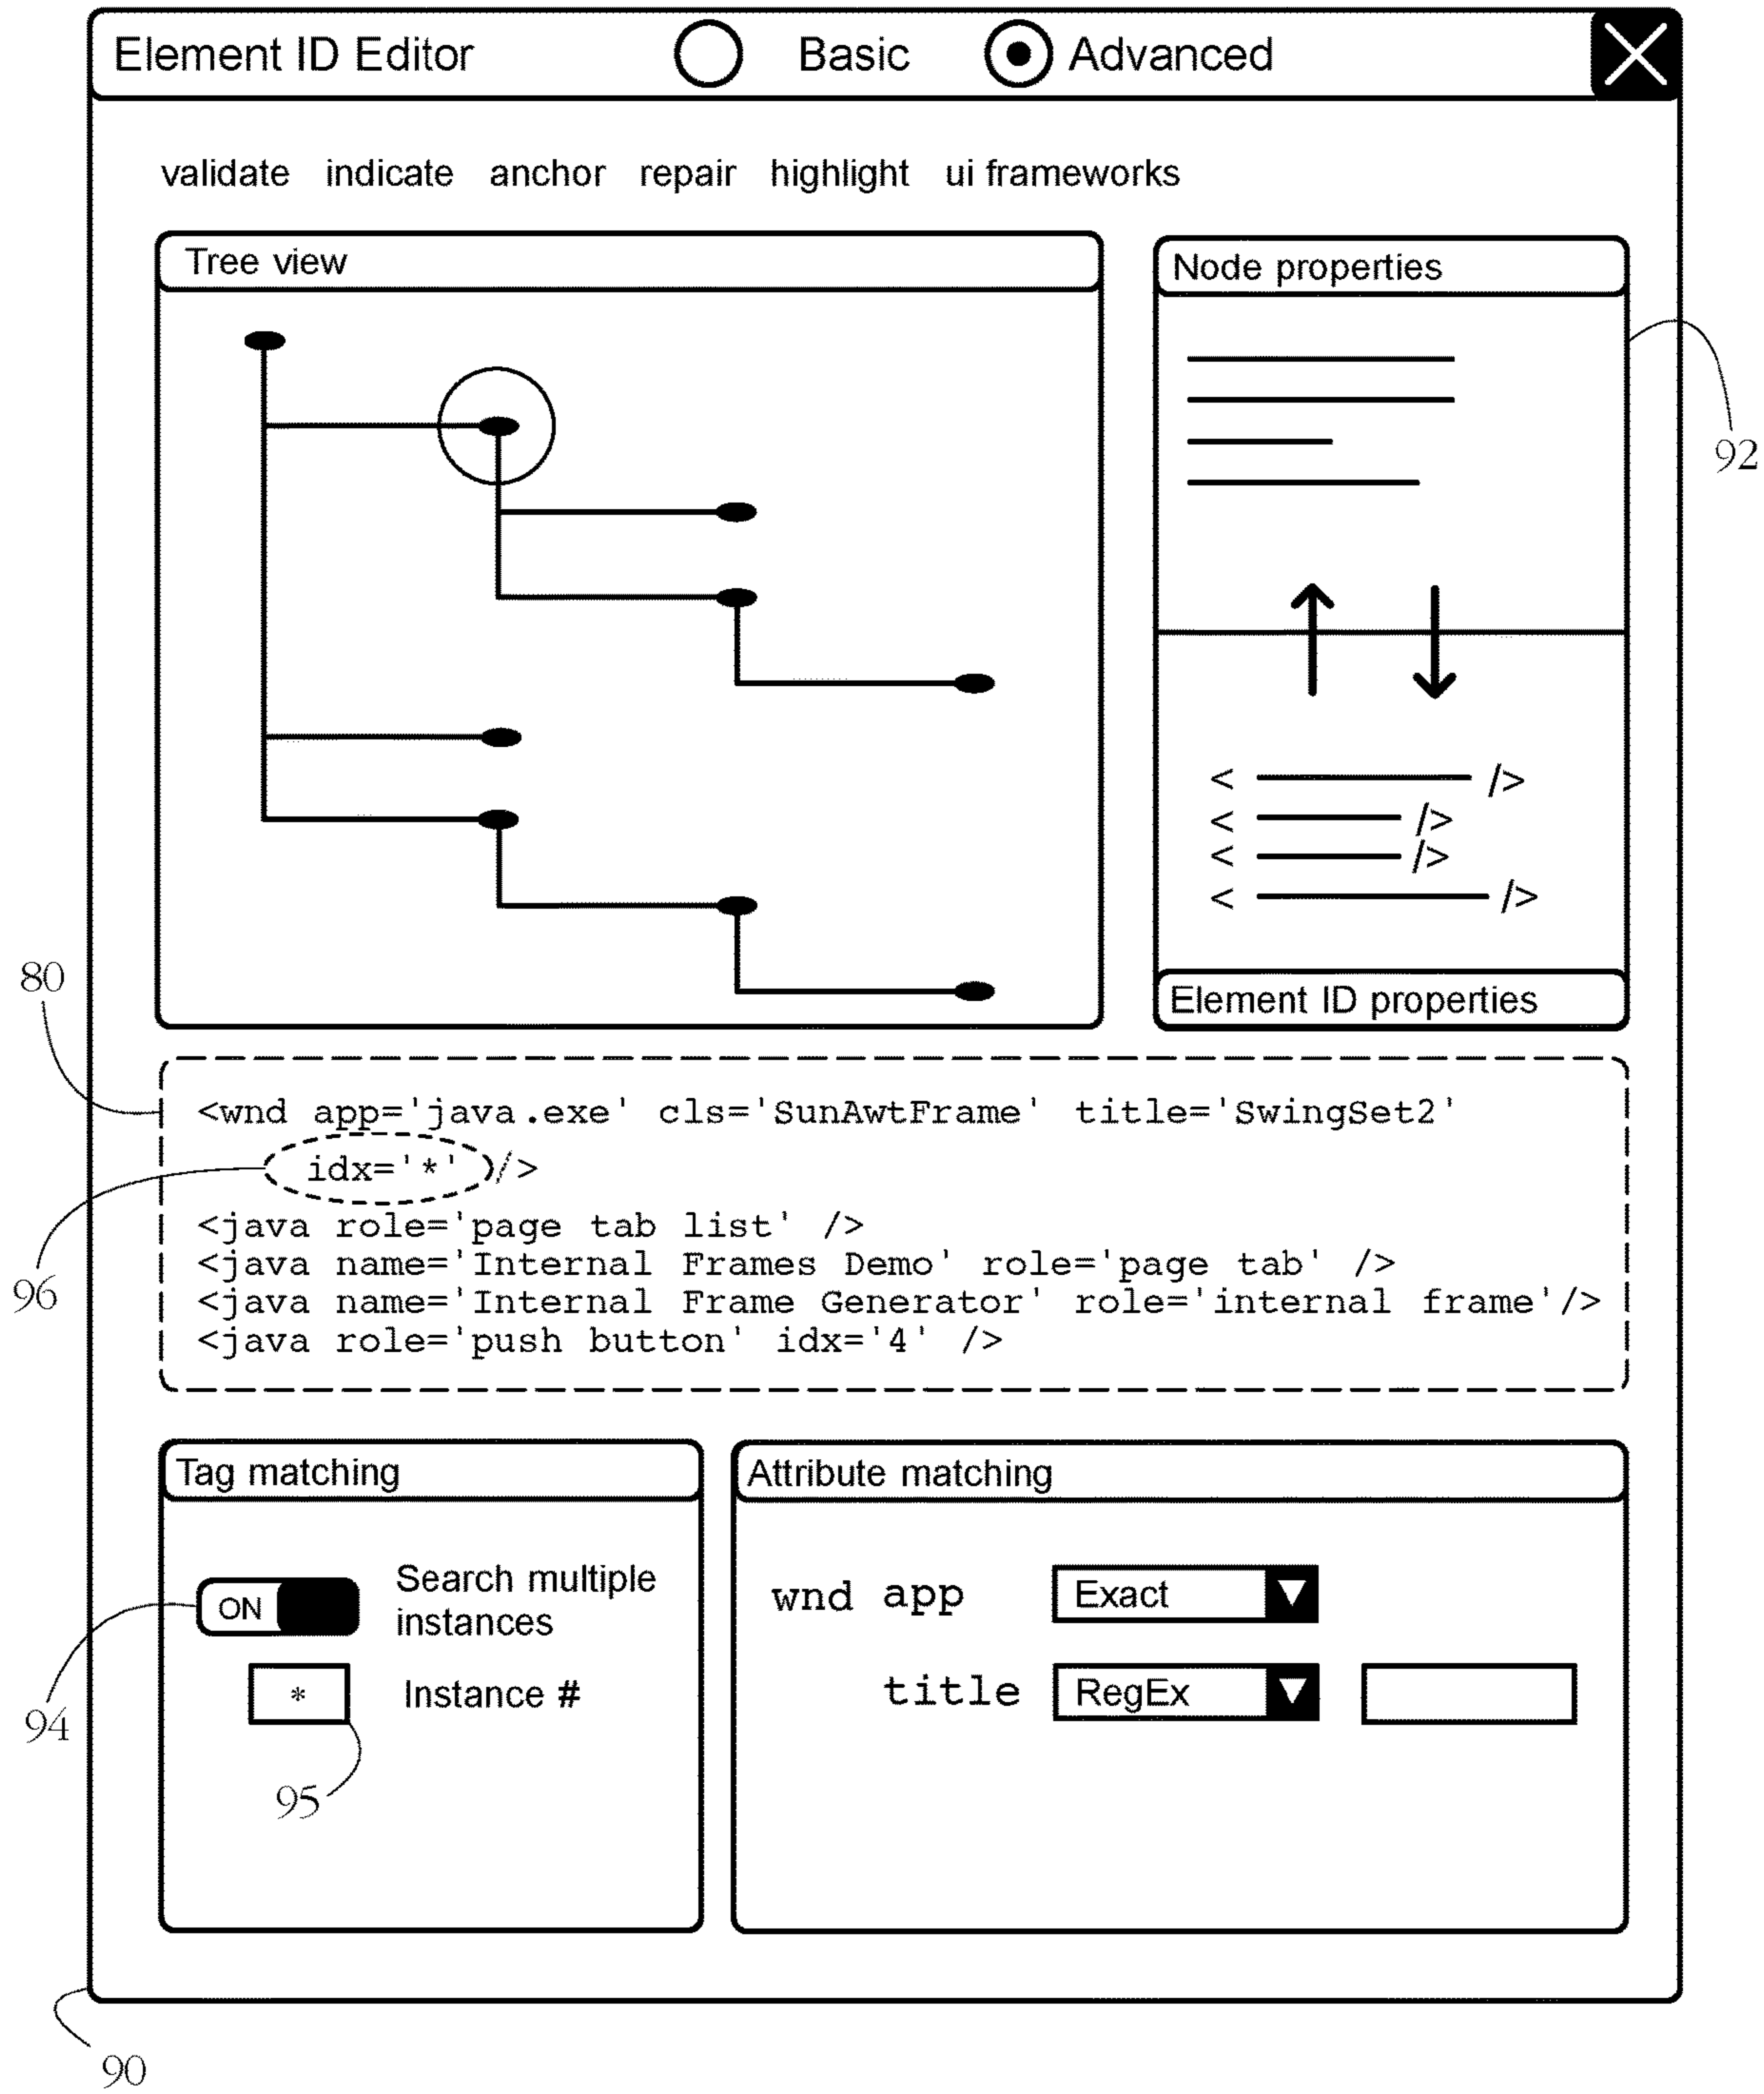 Element ID Editor Basic Advanced
validate indicate anchor repair highlight ui frameworks
Tree view
Node properties
92
< />
< />
< />
< />
Element ID properties
80
<wnd app='java.exe' cls='SunAwtFrame' title='SwingSet2'
idx='*' />
96
<java role='page tab list' />
<java name='Internal Frames Demo' role='page tab' />
<java name='Internal Frame Generator' role='internal frame'/>
<java role='push button' idx='4' />
Tag matching
ON
Search multiple
instances
* Instance #
94
95
Attribute matching
wnd app Exact
title RegEx
90